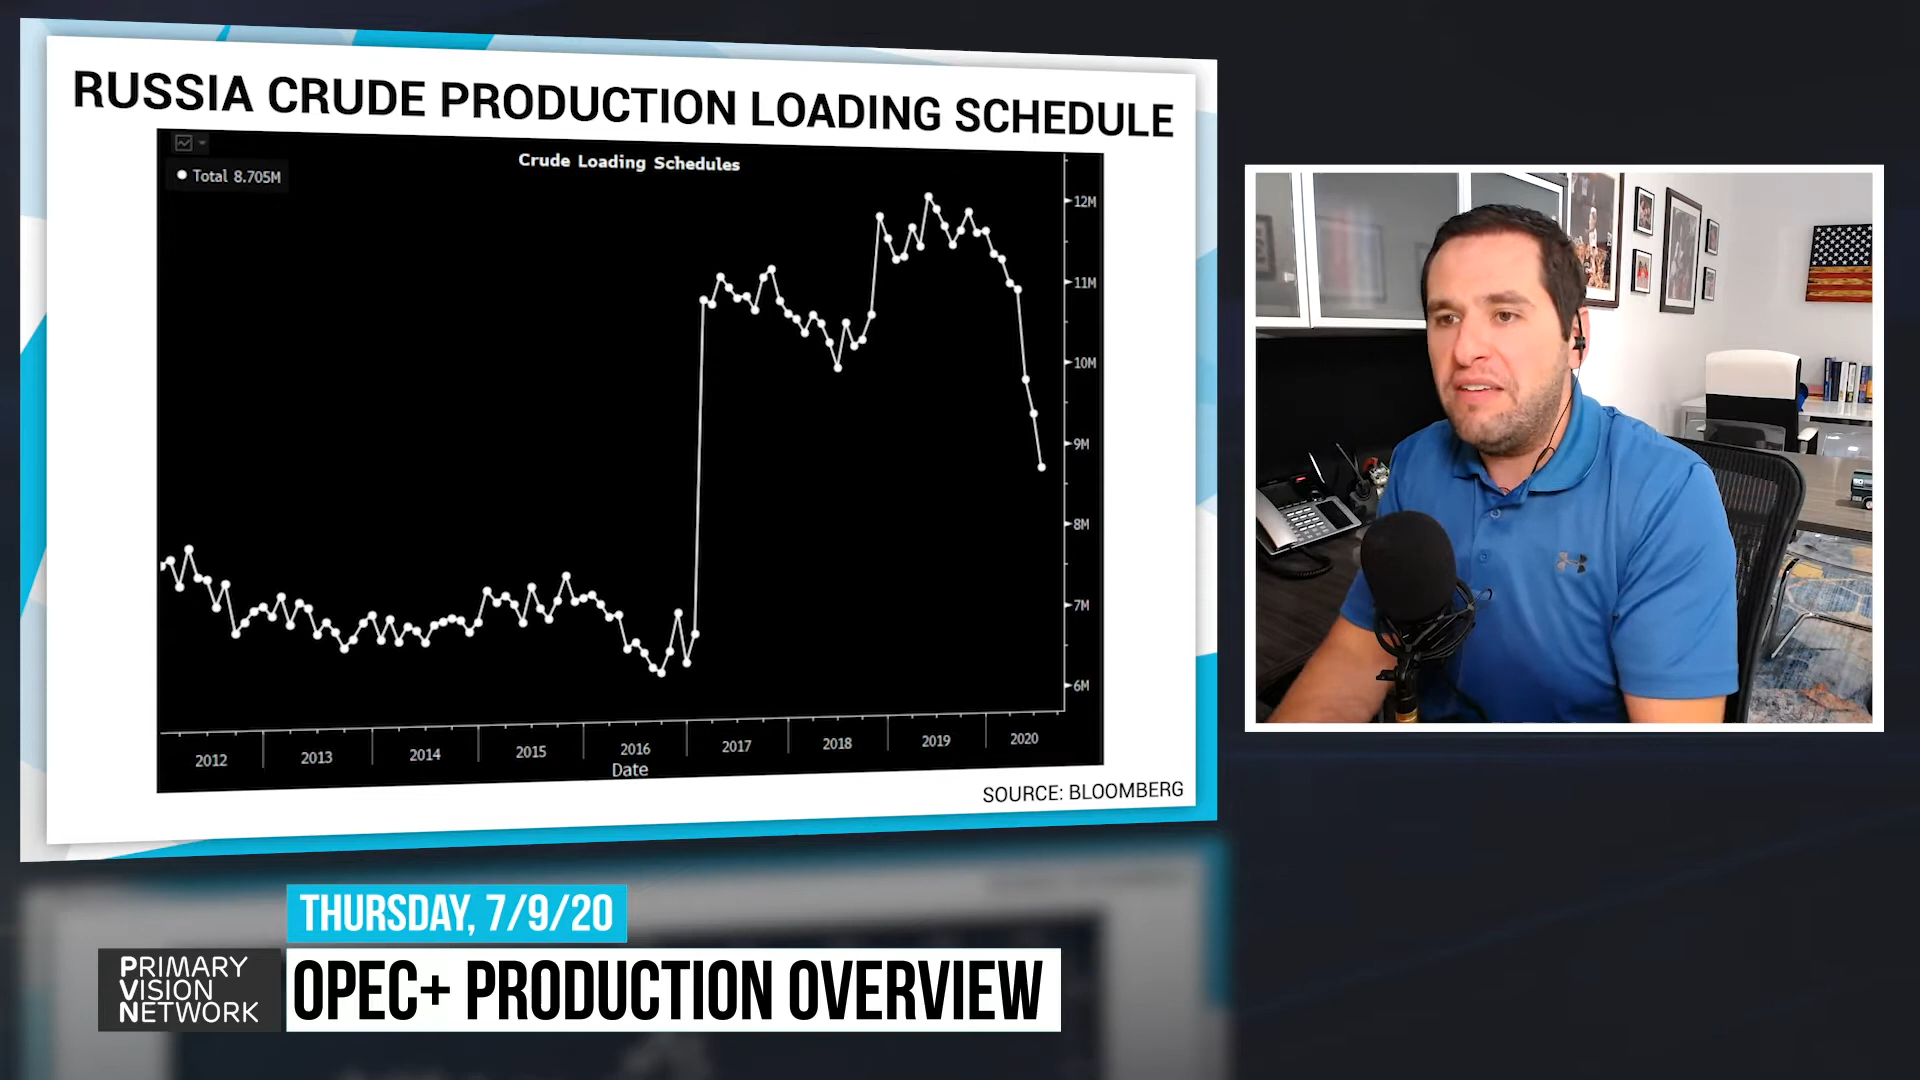 RUSSIA CRUDE PRODUCTION LOADING SCHEDULE
Crude Loading Schedules
Total 8.705M
12M
11M
10M
9M
8M
7M
6M
2012
2013
2014
2015
2016
2017
2018
2019
2020
Date
SOURCE: BLOOMBERG
THURSDAY, 7/9/20
PRIMARY
VISION
NETWORK
OPEC+ PRODUCTION OVERVIEW